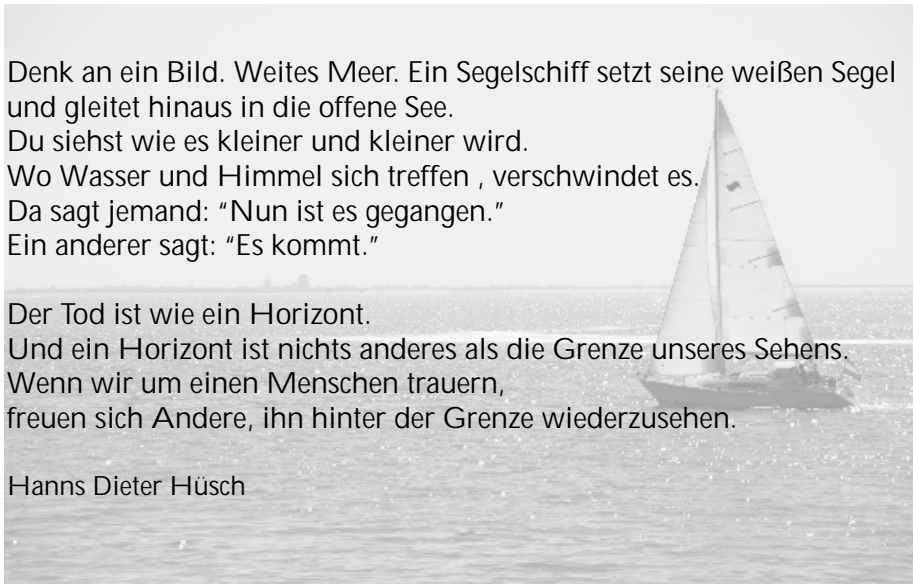 Denk an ein Bild. Weites Meer. Ein Segelschiff setzt seine weißen Segel
und gleitet hinaus in die offene See.
Du siehst wie es kleiner und kleiner wird.
Wo Wasser und Himmel sich treffen , verschwindet es.
Da sagt jemand: “Nun ist es gegangen.”
Ein anderer sagt: “Es kommt.”
Der Tod ist wie ein Horizont.
Und ein Horizont ist nichts anderes als die Grenze unseres Sehens.
Wenn wir um einen Menschen trauern,
freuen sich Andere, ihn hinter der Grenze wiederzusehen.
Hanns Dieter Hüsch